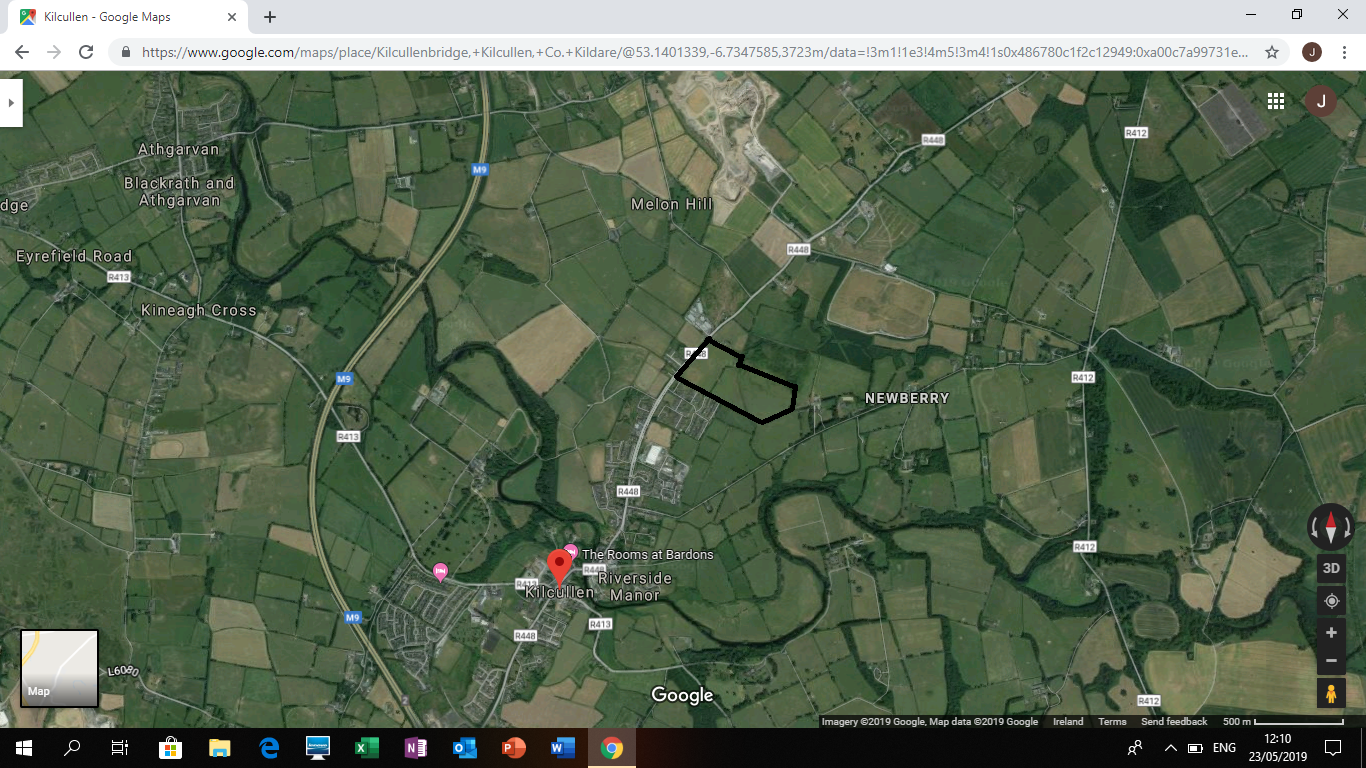 Kilcullen - Google Maps
https://www.google.com/maps/place/Kilcullenbridge,+Kilcullen,+Co.+Kildare/@53.1401339,-6.7347585,3723m/data=!3m1!1e3!4m5!3m4!1s0x486780c1f2c12949:0xa00c7a99731e...
J
J
R448
R412
Athgarvan
M9
Blackrath and
Athgarvan
dge
Melon Hill
R448
Eyrefield Road
R413
Kineagh Cross
M9
R412
NEWBERRY
R413
R448
R412
The Rooms at Bardons
R448
Riverside
Manor
R413
Kilcullen
M9
R448
R413
L6080
Map
Google
R412
3D
Imagery ©2019 Google, Map data ©2019 Google Ireland Terms Send feedback 500 m
ENG
12:10
23/05/2019